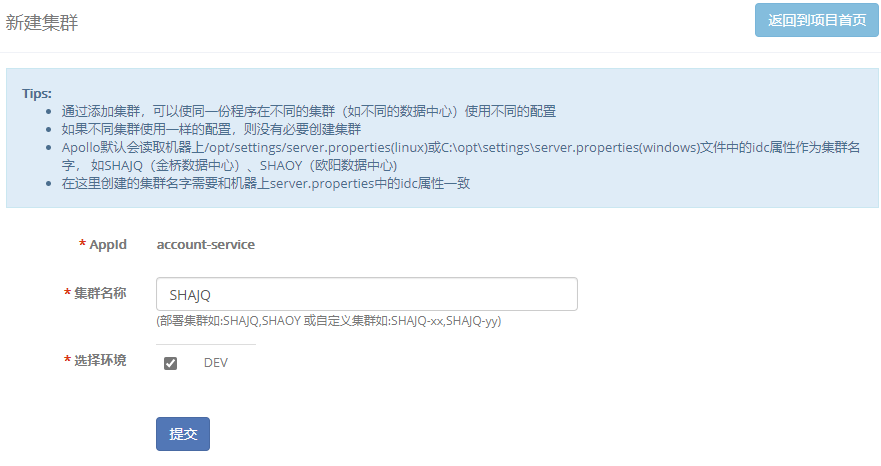 新建集群
返回到项目首页
Tips:
• 通过添加集群，可以使同一份程序在不同的集群（如不同的数据中心）使用不同的配置
• 如果不同集群使用一样的配置，则没有必要创建集群
• Apollo默认会读取机器上/opt/settings/server.properties(linux)或C:\opt\settings\server.properties(windows)文件中的idc属性作为集群名
字， 如SHAJQ（金桥数据中心）、SHAOY（欧阳数据中心)
• 在这里创建的集群名字需要和机器上server.properties中的idc属性一致
* AppId account-service
* 集群名称 SHAJQ
(部署集群如:SHAJQ,SHAOY 或自定义集群如:SHAJQ-xx,SHAJQ-yy)
* 选择环境 DEV
提交